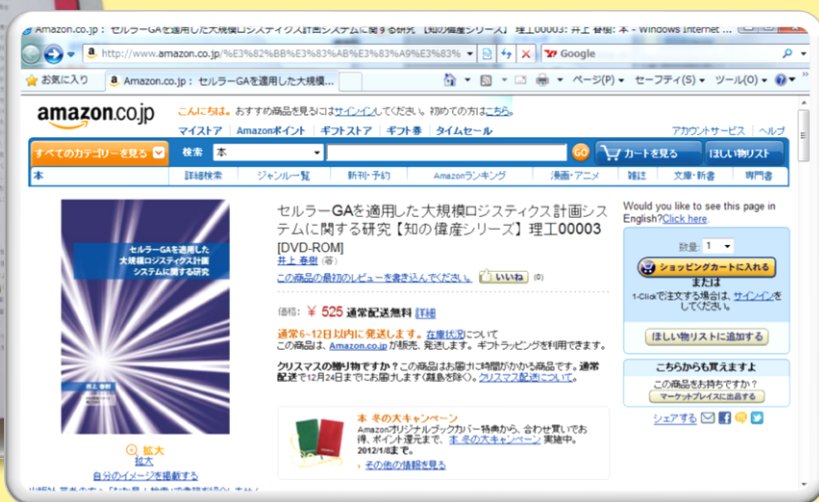 Amazon.co.jp： セルラーGAを適用した大規模ロジスティクス計画システムに関する研究 【知の偉産シリーズ】 理工00003: 井上 春樹: 本 - Windows Internet ...
http://www.amazon.co.jp/%E3%82%BB%E3%83%AB%E3%83%A9%E3%83%
Google
お気に入り
Amazon.co.jp： セルラーGAを適用した大規模...
ページ(P)
セーフティ(S)
ツール(O)
amazon.co.jp
こんにちは。おすすめ商品を見るにはサインインしてください。初めての方はこちら。
マイストア | Amazonポイント | ギフトストア | ギフト券 | タイムセール
アカウントサービス | ヘルプ
すべてのカテゴリーを見る
検索 本
GO
カートを見る
ほしい物リスト
本
詳細検索
ジャンル一覧
新刊・予約
Amazonランキング
漫画・アニメ
雑誌
文庫・新書
専門書
セルラーGAを適用した
大規模ロジスティクス計画
システムに関する研究
井上 春樹
拡大
拡大
自分のイメージを掲載する
セルラーGAを適用した大規模ロジスティクス計画シス
テムに関する研究【知の偉産シリーズ】理工00003
[DVD-ROM]
井上 春樹 (著)
この商品の最初のレビューを書き込んでください。 いいね (0)
価格: ￥ 525 通常配送無料 詳細
通常6~12日以内に発送します。 在庫状況について
この商品は、Amazon.co.jp が販売、発送します。 ギフトラッピングを利用できます。
クリスマスの贈り物ですか？この商品はお届けに時間がかかる商品です。通常
配送で12月24日までにお届けします(離島を除く)。クリスマス配送について。
本 冬の大キャンペーン
Amazonオリジナルブックカバー特典から、合わせ買いでお
得、ポイント還元まで、本 冬の大キャンペーン 実施中。
2012/1/8まで。
その他の情報を見る
Would you like to see this page in
English?Click here.
数量: 1
ショッピングカートに入れる
または
1-Clickで注文する場合は、サインインを
してください。
ほしい物リストに追加する
こちらからも買えますよ
この商品をお持ちですか？
マーケットプレイスに出品する
シェアする